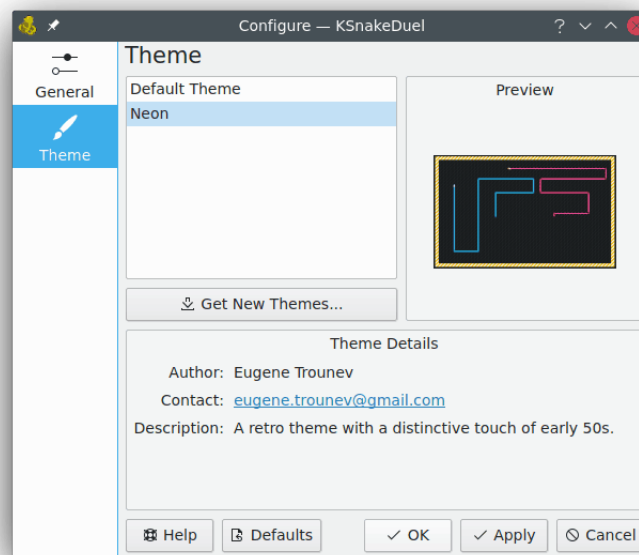 Configure — KSnakeDuel
General
Theme
Theme
Default Theme
Neon
Get New Themes...
Preview
Theme Details
Author: Eugene Trounev
Contact: eugene.trounev@gmail.com
Description: A retro theme with a distinctive touch of early 50s.
Help Defaults OK Apply Cancel